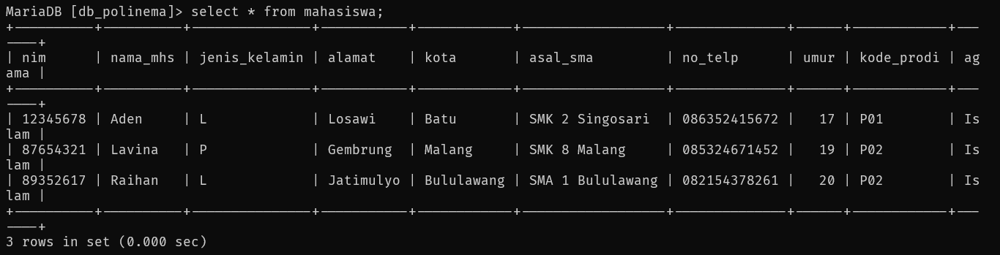 MariaDB [db_polinema]> select * from mahasiswa;
+----------+----------+---------------+-----------+------------+------------------+--------------+------+------------+---
----+
| nim      | nama_mhs | jenis_kelamin | alamat    | kota       | asal_sma         | no_telp      | umur | kode_prodi | ag
ama |
+----------+----------+---------------+-----------+------------+------------------+--------------+------+------------+---
----+
| 12345678 | Aden     | L             | Losawi    | Batu       | SMK 2 Singosari  | 086352415672 |   17 | P01        | Is
lam |
| 87654321 | Lavina   | P             | Gembrung  | Malang     | SMK 8 Malang     | 085324671452 |   19 | P02        | Is
lam |
| 89352617 | Raihan   | L             | Jatimulyo | Bululawang | SMA 1 Bululawang | 082154378261 |   20 | P02        | Is
lam |
+----------+----------+---------------+-----------+------------+------------------+--------------+------+------------+---
----+
3 rows in set (0.000 sec)